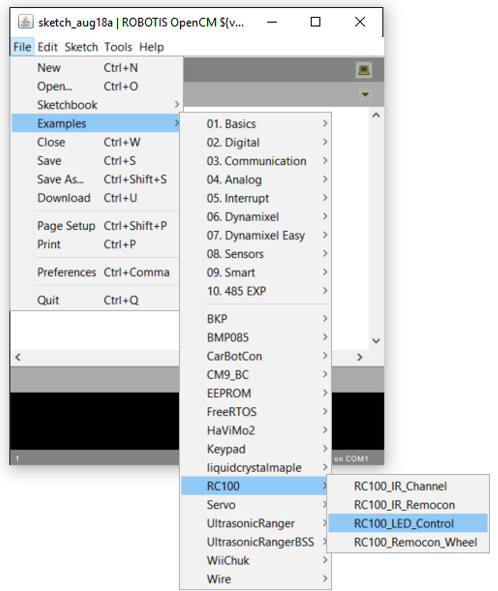 sketch_aug18a | ROBOTIS OpenCM ${v...
File Edit Sketch Tools Help
New Ctrl+N
Open... Ctrl+O
Sketchbook
Examples
Close Ctrl+W
Save Ctrl+S
Save As... Ctrl+Shift+S
Download Ctrl+U
Page Setup Ctrl+Shift+P
Print Ctrl+P
Preferences Ctrl+Comma
Quit Ctrl+Q
01. Basics
02. Digital
03. Communication
04. Analog
05. Interrupt
06. Dynamixel
07. Dynamixel Easy
08. Sensors
09. Smart
10. 485 EXP
BKP
BMP085
CarBotCon
CM9_BC
EEPROM
FreeRTOS
HaViMo2
Keypad
liquidcrystalmaple
RC100
Servo
UltrasonicRanger
UltrasonicRangerBSS
WiiChuk
Wire
RC100_IR_Channel
RC100_IR_Remocon
RC100_LED_Control
RC100_Remocon_Wheel
1 on COM1